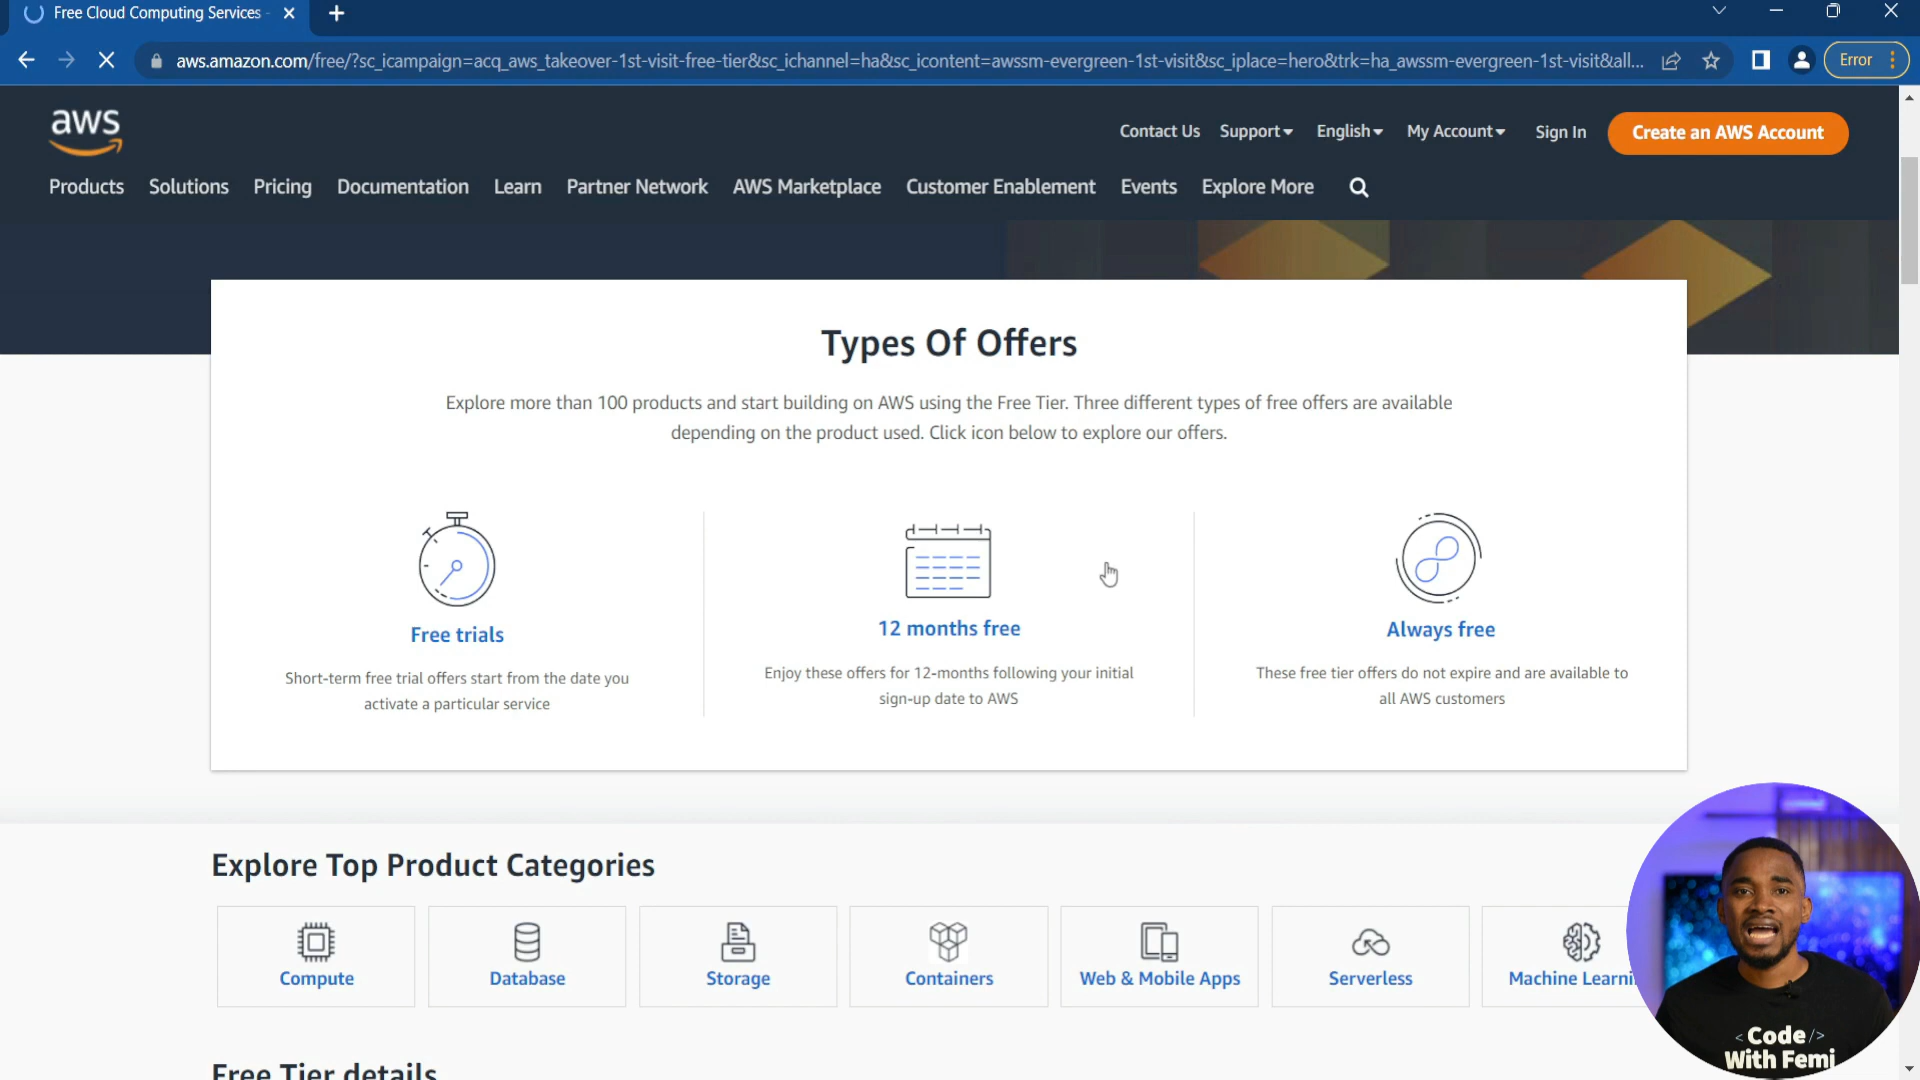 Free Cloud Computing Services -
aws.amazon.com/free/?sc_icampaign=acq_aws_takeover-1st-visit-free-tier&sc_ichannel=ha&sc_icontent=awssm-evergreen-1st-visit&sc_iplace=hero&trk=ha_awssm-evergreen-1st-visit&all...
Error
aws
Contact Us Support English My Account Sign In Create an AWS Account
Products Solutions Pricing Documentation Learn Partner Network AWS Marketplace Customer Enablement Events Explore More
Types Of Offers
Explore more than 100 products and start building on AWS using the Free Tier. Three different types of free offers are available
depending on the product used. Click icon below to explore our offers.
Free trials
Short-term free trial offers start from the date you
activate a particular service
12 months free
Enjoy these offers for 12-months following your initial
sign-up date to AWS
Always free
These free tier offers do not expire and are available to
all AWS customers
Explore Top Product Categories
Compute
Database
Storage
Containers
Web & Mobile Apps
Serverless
Machine Learni
Free Tier details
<Code/>
With Femi